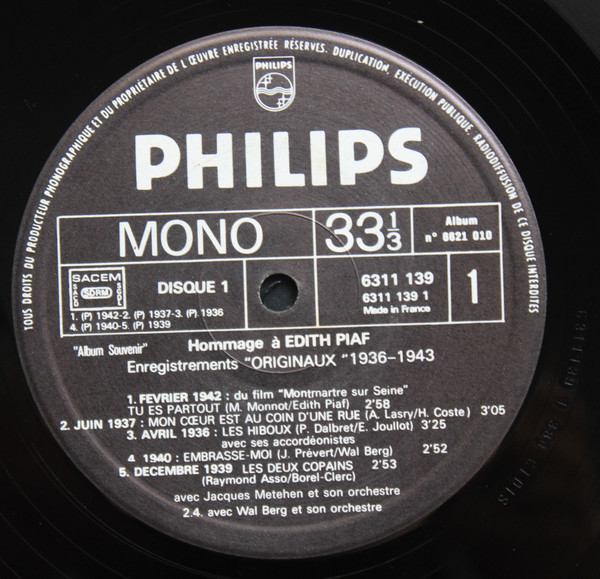 TOUS DROITS DU PRODUCTEUR PHONOGRAPHIQUE ET DU PROPRIÉTAIRE DE L'ŒUVRE ENREGISTRÉE RÉSERVÉS. DUPLICATION, EXÉCUTION PUBLIQUE, RADIODIFFUSION DE CE DISQUE INTERDITES
PHILIPS
PHILIPS
MONO
33 1/3
Album
n° 6621 010
SACEM
SACD SDRM SGDL
DISQUE 1
1. (P) 1942-2. (P) 1937-3. (P) 1936
4. (P) 1940-5. (P) 1939
6311 139
6311 139 1
Made in France
1
"Album Souvenir"
Hommage à EDITH PIAF
Enregistrements "ORIGINAUX "1936-1943
1. FEVRIER 1942 : du film "Montmartre sur Seine"
TU ES PARTOUT (M. Monnot/Edith Piaf) 2'58
2. JUIN 1937 : MON CŒUR EST AU COIN D'UNE RUE (A. Lasry/H. Coste) 3'05
3. AVRIL 1936 : LES HIBOUX (P. Dalbret/E. Joullot) 3'25
avec ses accordéonistes
4. 1940 : EMBRASSE-MOI (J. Prévert/Wal Berg) 2'52
5. DECEMBRE 1939 LES DEUX COPAINS 2'53
(Raymond Asso/Borel-Clerc)
avec Jacques Metehen et son orchestre
2.4. avec Wal Berg et son orchestre